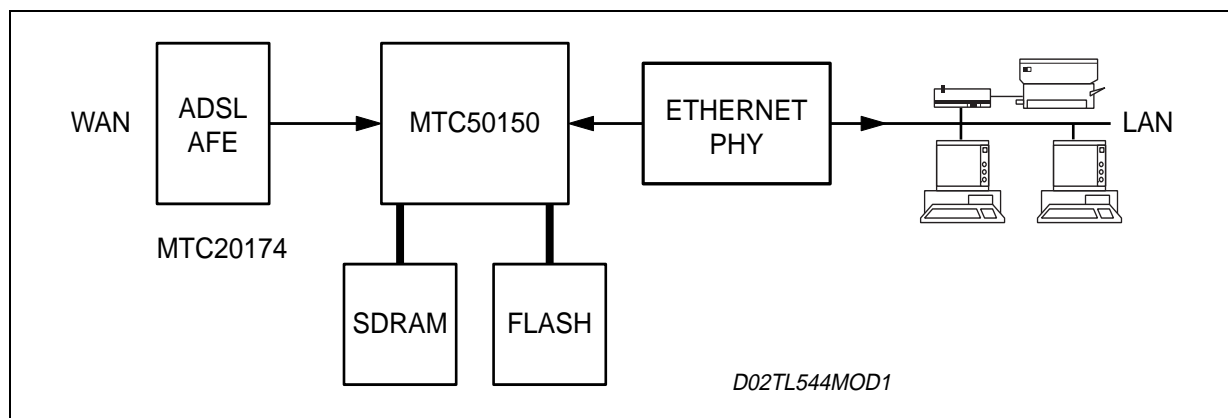 WAN
ADSL
AFE
MTC50150
ETHERNET
PHY
LAN
MTC20174
SDRAM
FLASH
D02TL544MOD1